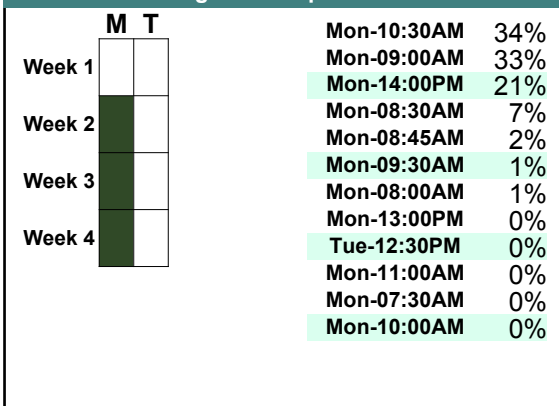 M T
Week 1
Week 2
Week 3
Week 4
Mon-10:30AM 34%
Mon-09:00AM 33%
Mon-14:00PM 21%
Mon-08:30AM 7%
Mon-08:45AM 2%
Mon-09:30AM 1%
Mon-08:00AM 1%
Mon-13:00PM 0%
Tue-12:30PM 0%
Mon-11:00AM 0%
Mon-07:30AM 0%
Mon-10:00AM 0%